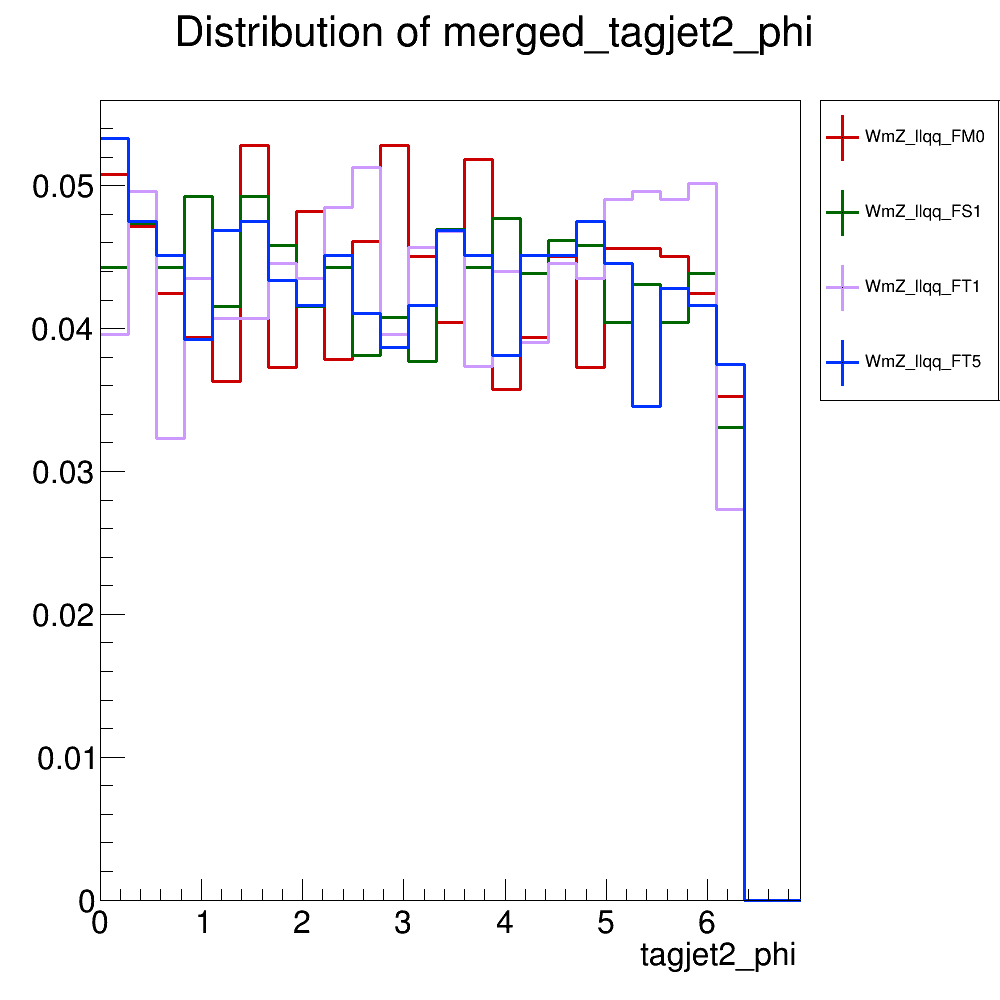 Distribution of merged_tagjet2_phi
WmZ_llqq_FM0
WmZ_llqq_FS1
WmZ_llqq_FT1
WmZ_llqq_FT5
0.05
0.04
0.03
0.02
0.01
0
0 1 2 3 4 5 6
tagjet2_phi